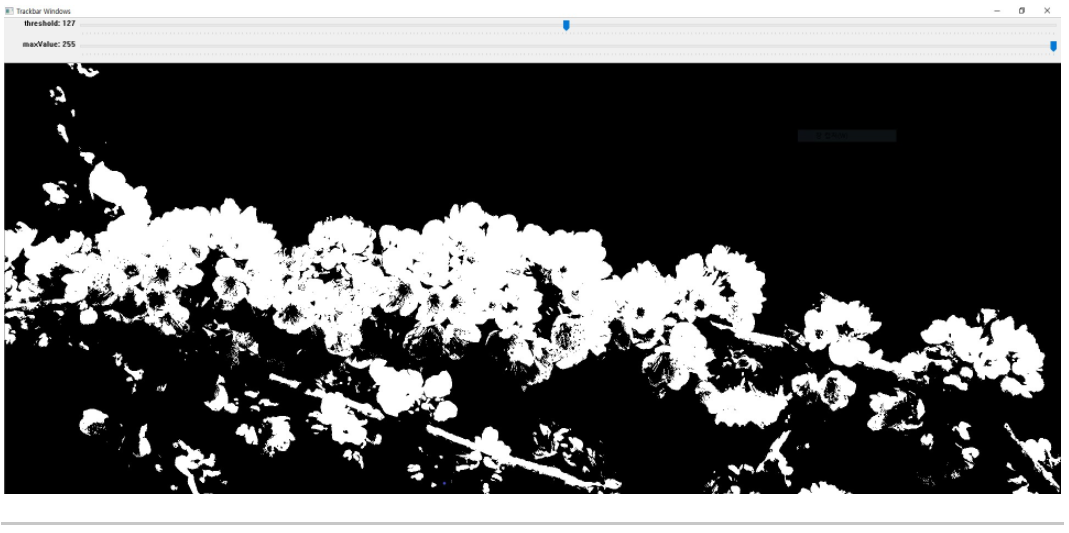 Trackbar Windows
threshold: 127
maxValue: 255